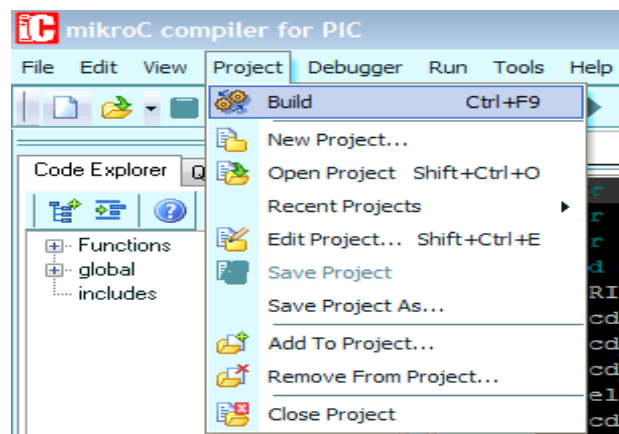 mikroC compiler for PIC
File Edit View Project Debugger Run Tools Help
Build Ctrl+F9
New Project...
Code Explorer Q
Open Project Shift+Ctrl+O
Recent Projects
Functions
Edit Project... Shift+Ctrl+E
global
Save Project
includes
Save Project As...
Add To Project...
Remove From Project...
Close Project